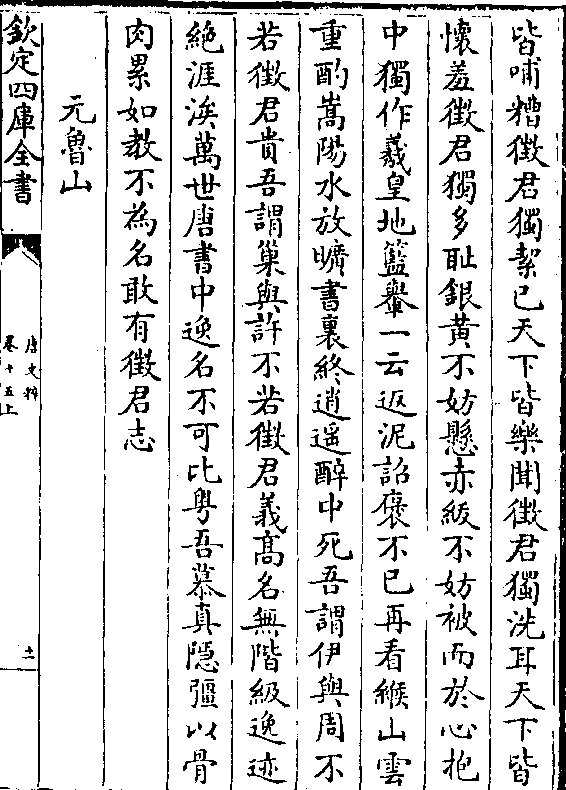 皆哺糟徵君獨絜已天下皆樂聞徵君獨洗耳天下皆
懷羞徵君獨多耻銀黃不妨懸赤紱不妨被而於心抱
中獨作羲皇地籃轝一云返泥詔褒不已再看緱山雲
重酌嵩陽水放曠書裏終逍遥醉中死吾謂伊與周不
若徵君貴吾謂巢與許不若徵君義高名無階級逸迹
絶涯涘萬世唐書中逸名不可比粤吾慕真隱彊以骨
肉累如教不為名敢有徵君志
元魯山
欽定四庫全書
唐文粹
卷十五上
十一